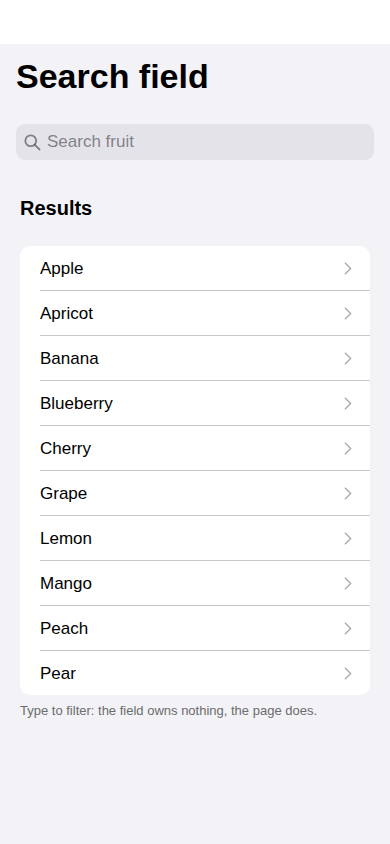 Search field
Search fruit
Results
Apple
Apricot
Banana
Blueberry
Cherry
Grape
Lemon
Mango
Peach
Pear
Type to filter: the field owns nothing, the page does.